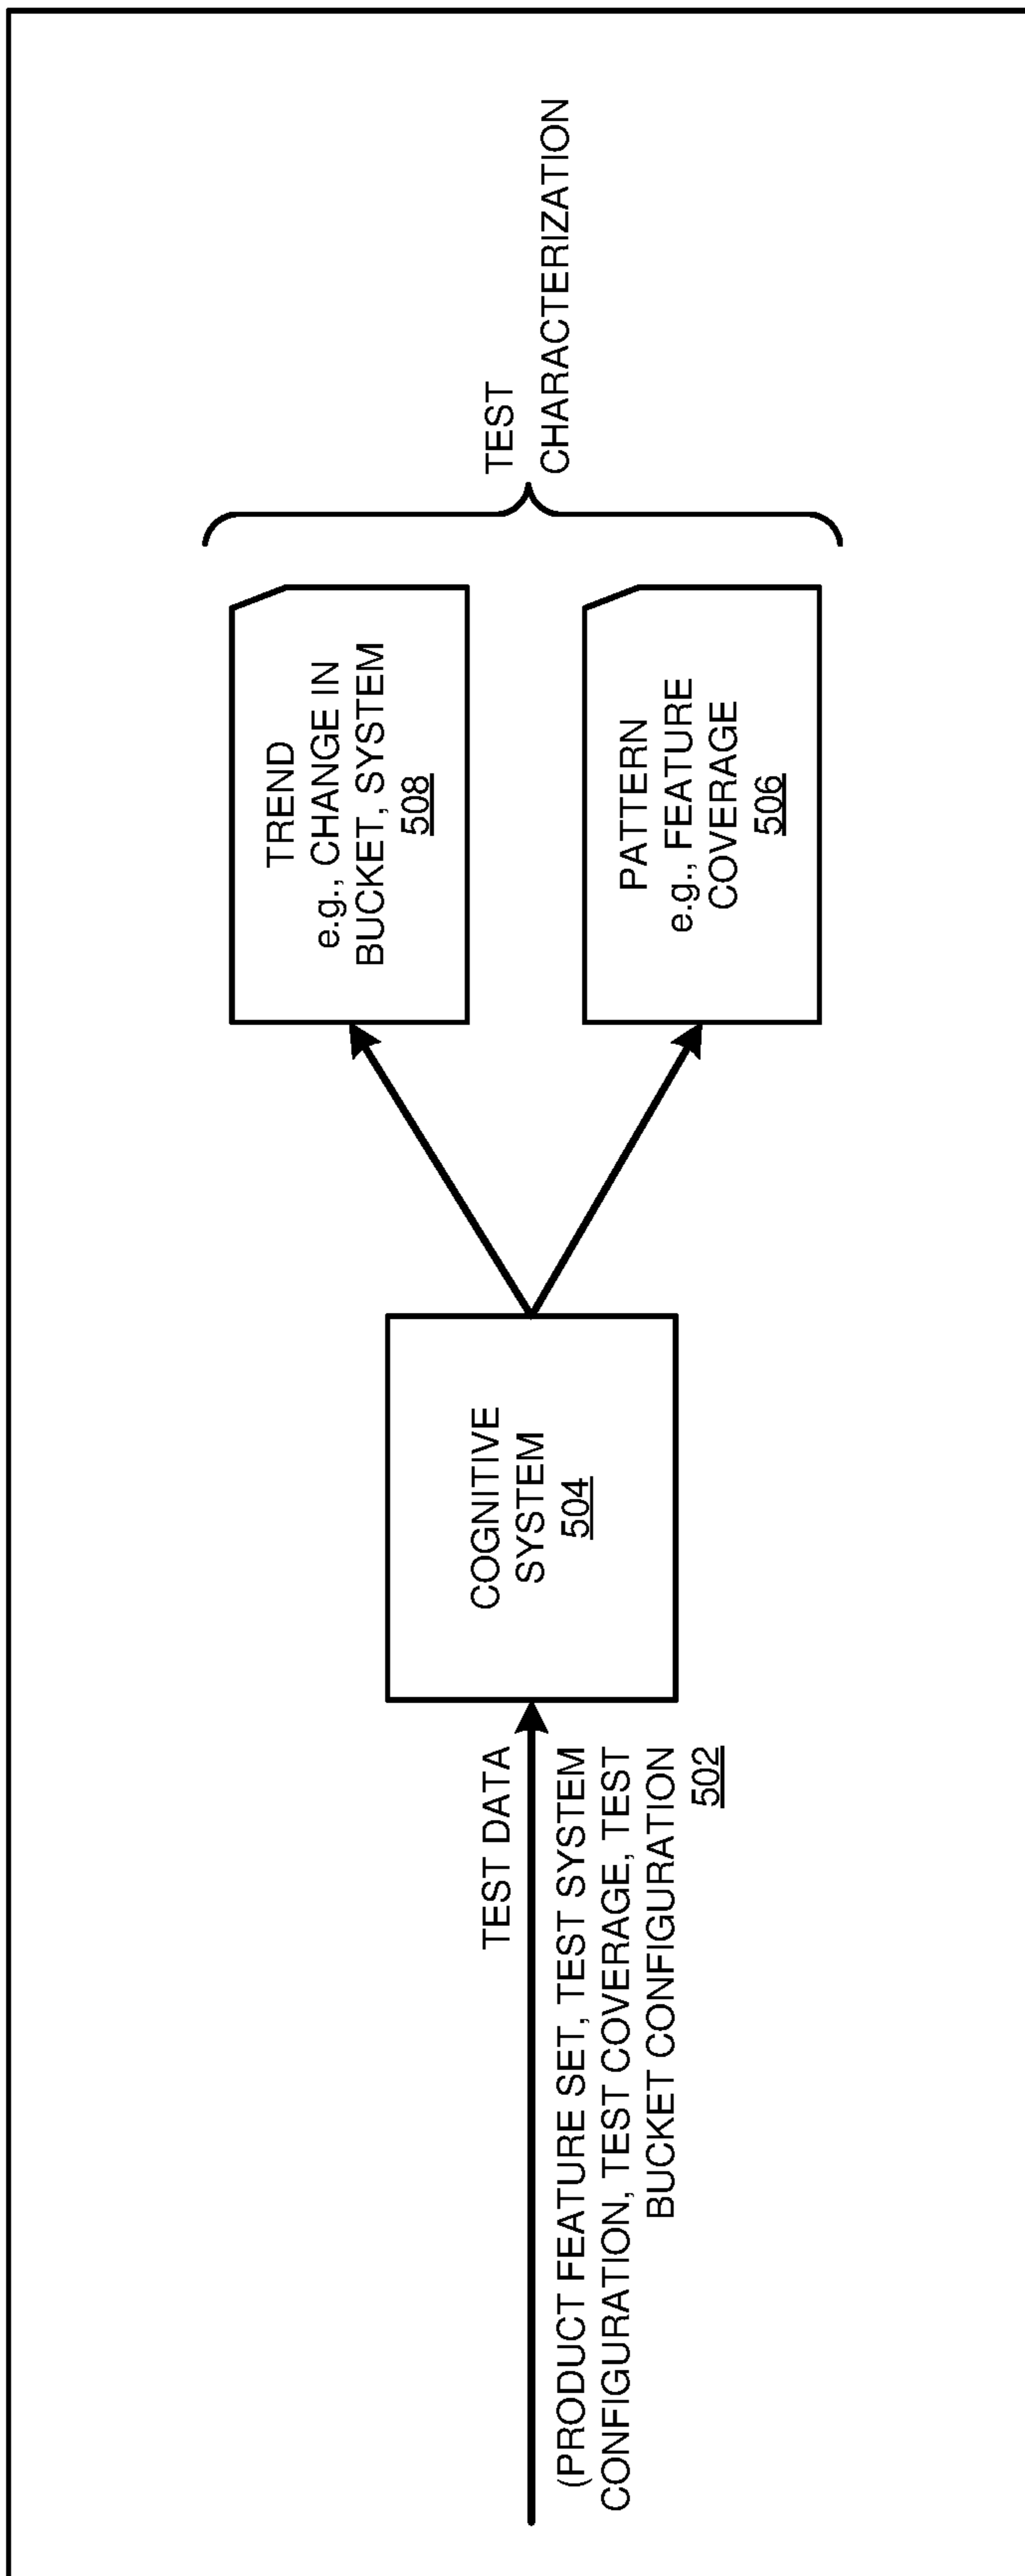 TEST DATA
(PRODUCT FEATURE SET, TEST SYSTEM
CONFIGURATION, TEST COVERAGE, TEST
BUCKET CONFIGURATION
502
COGNITIVE
SYSTEM
504
TREND
e.g., CHANGE IN
BUCKET, SYSTEM
508
PATTERN
e.g., FEATURE
COVERAGE
506
TEST
CHARACTERIZATION